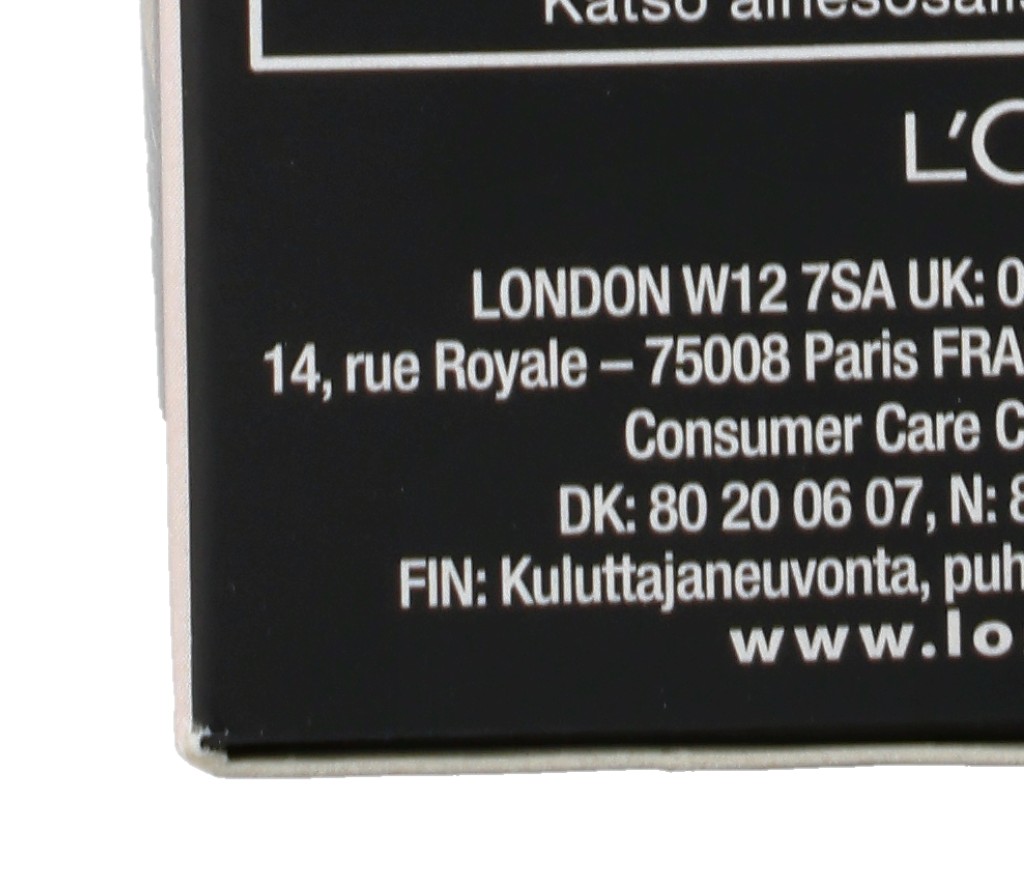 Katso
L'O
LONDON W12 7SA UK: 0
14, rue Royale – 75008 Paris FRA
Consumer Care C
DK: 80 20 06 07, N: 8
FIN: Kuluttajaneuvonta, puh
www.lo